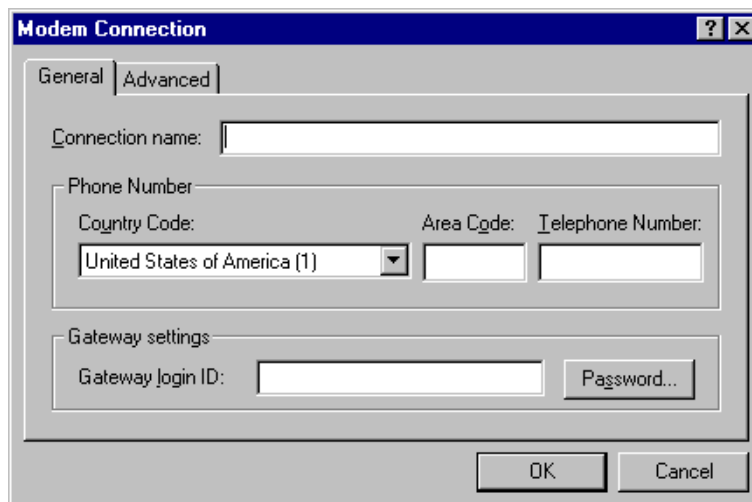 Modem Connection
General Advanced
Connection name:
Phone Number
Country Code: Area Code: Telephone Number:
United States of America (1)
Gateway settings
Gateway login ID: Password...
OK Cancel